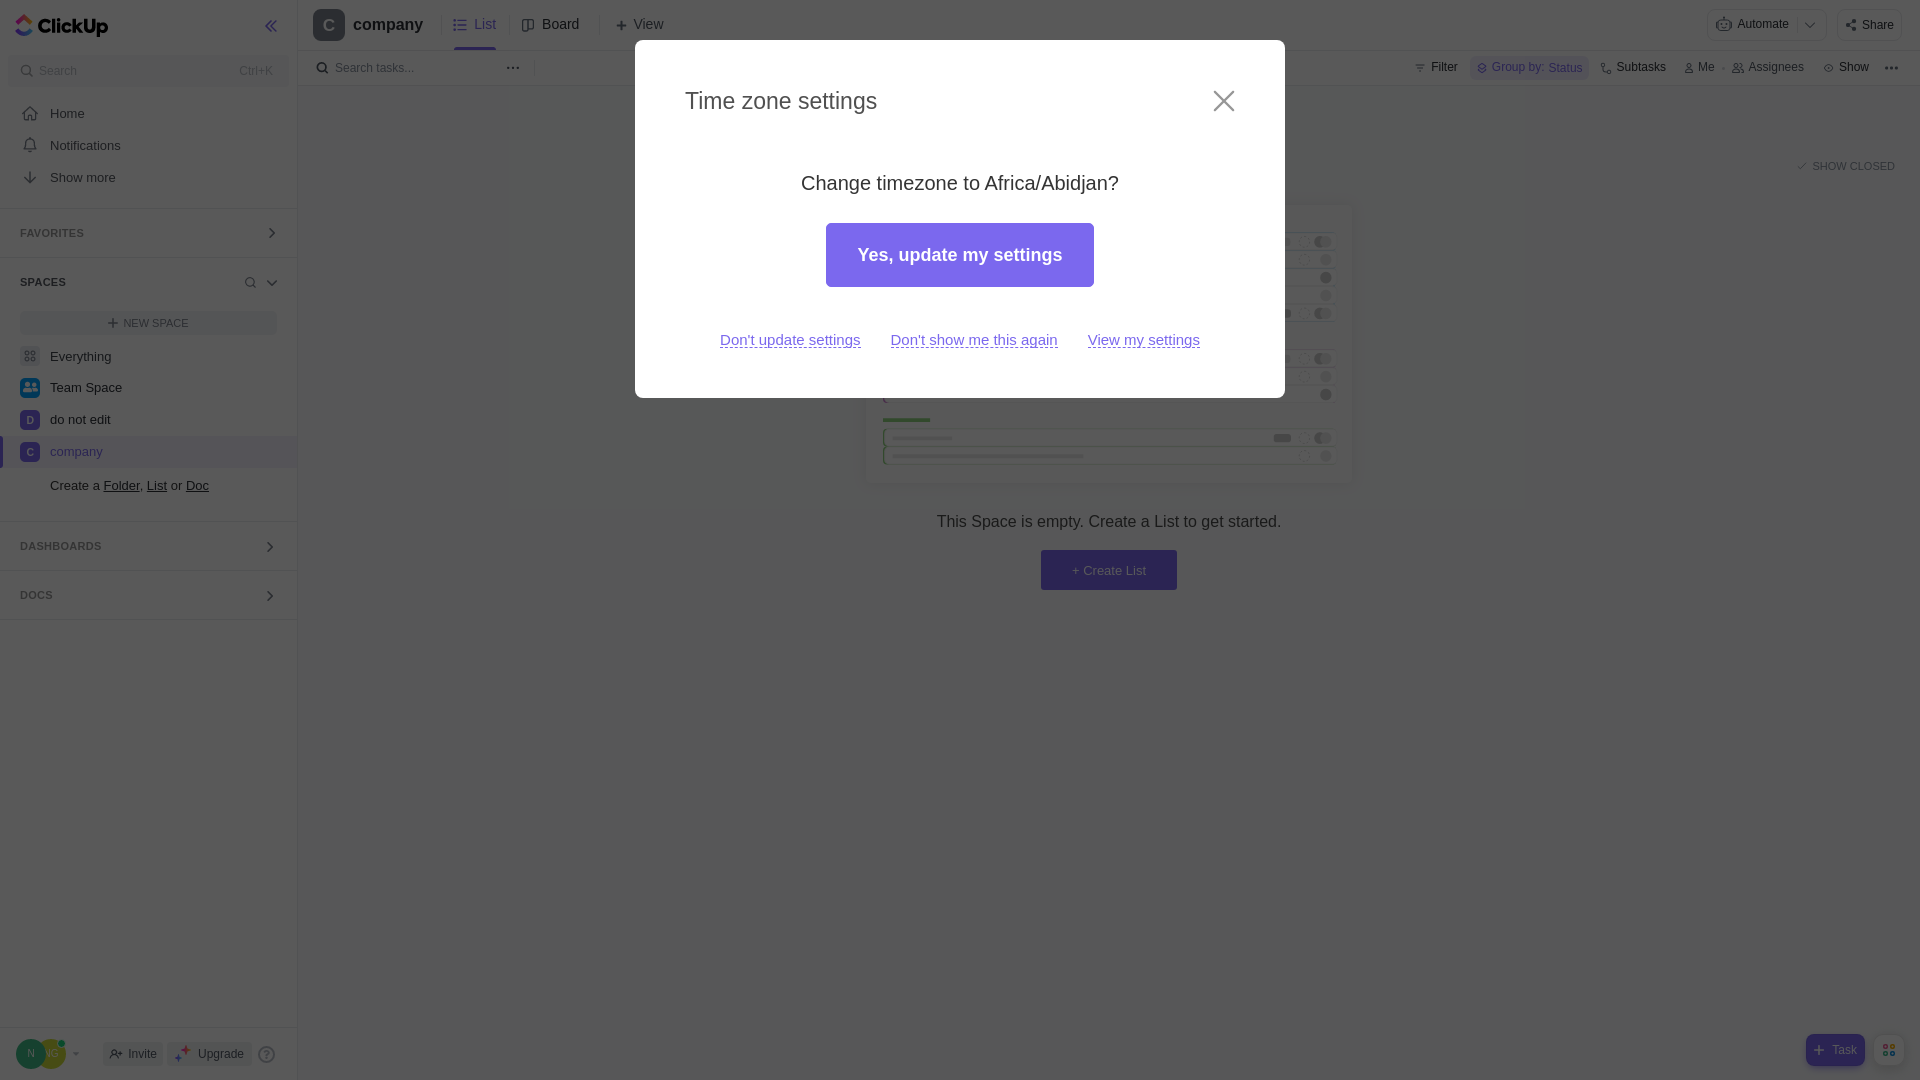 ClickUp
Search Ctrl+K
Home
Notifications
Show more
FAVORITES
SPACES
NEW SPACE
Everything
Team Space
D do not edit
C company
Create a Folder, List or Doc
DASHBOARDS
DOCS
N NG Invite Upgrade ?
C company List Board + View Automate Share
Search tasks... Filter Group by: Status Subtasks Me Assignees Show
SHOW CLOSED
Time zone settings
Change timezone to Africa/Abidjan?
Yes, update my settings
Don't update settings Don't show me this again View my settings
This Space is empty. Create a List to get started.
+ Create List
+ Task